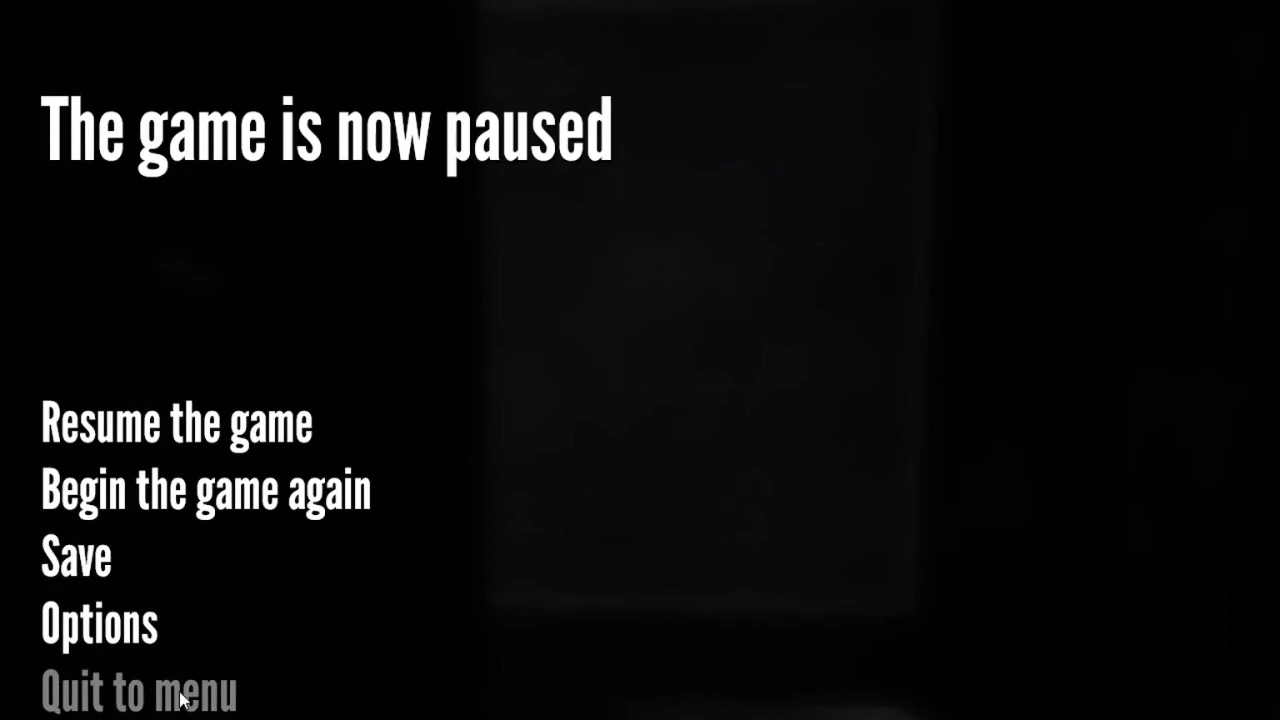 The game is now paused
Resume the game
Begin the game again
Save
Options
Quit to menu